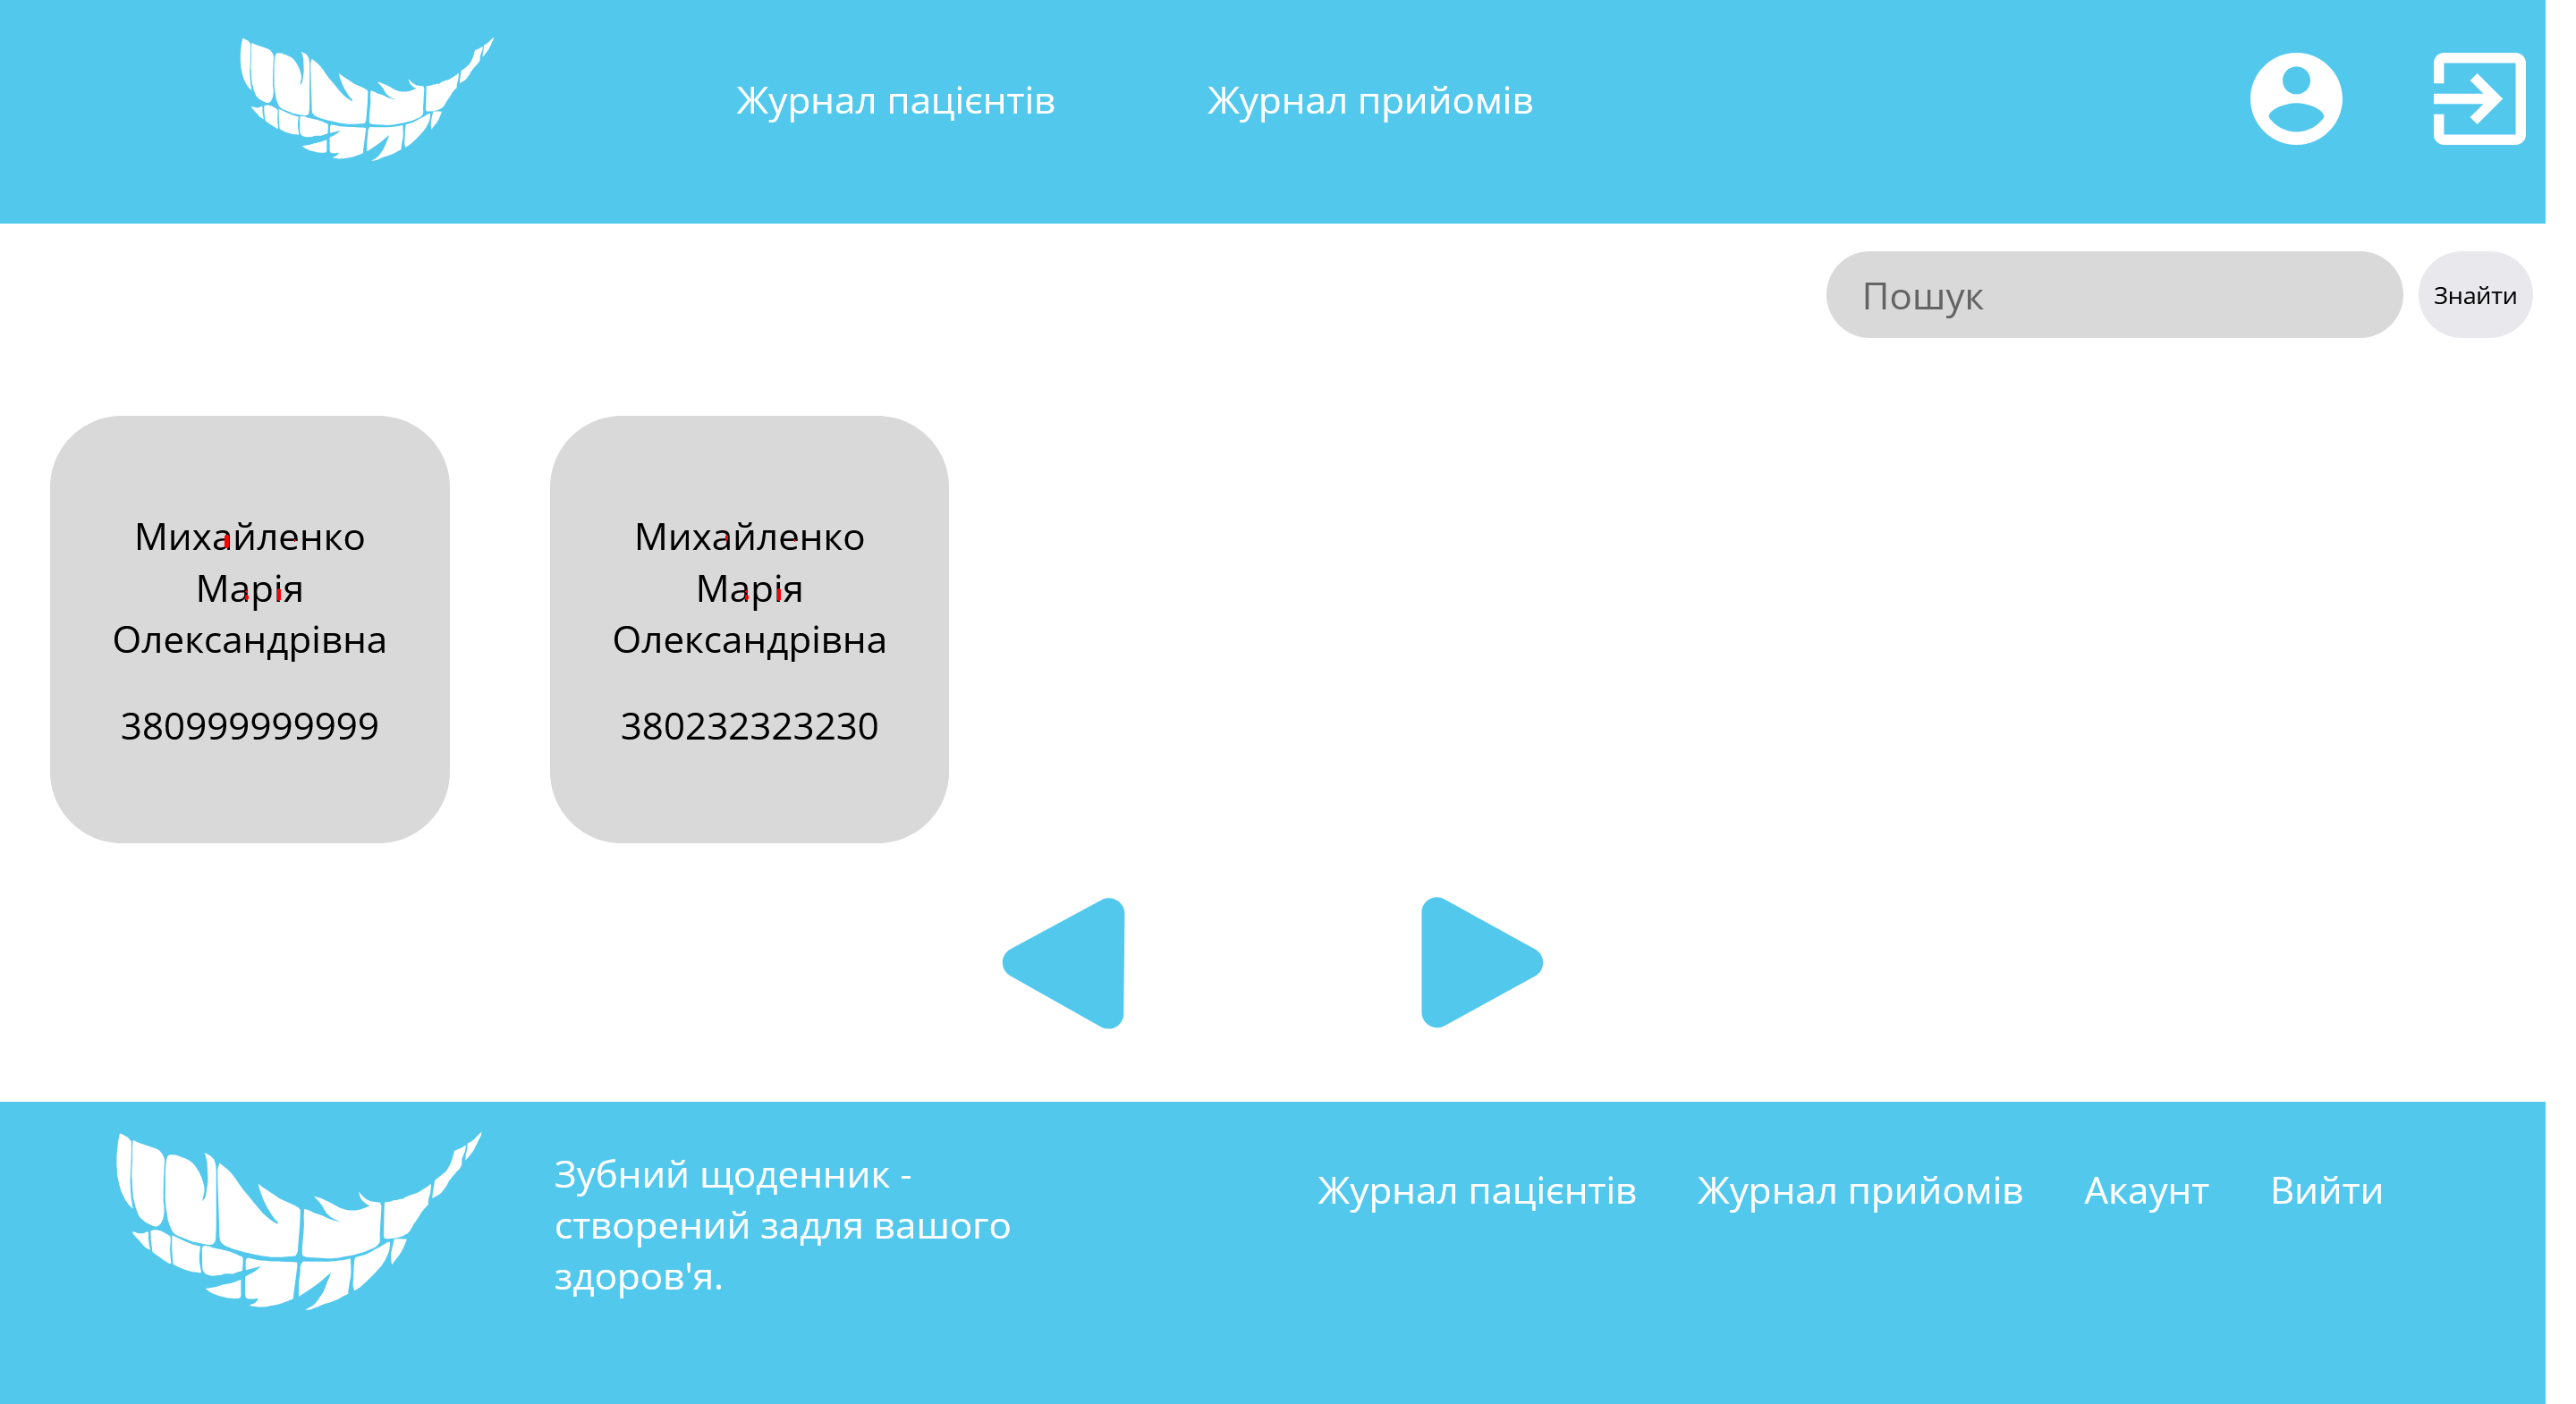 Журнал пацієнтів Журнал прийомів
Пошук Знайти
Михайленко
Марія
Олександрівна
380999999999
Михайленко
Марія
Олександрівна
380232323230
Зубний щоденник -
створений задля вашого
здоров'я.
Журнал пацієнтів Журнал прийомів Акаунт Вийти